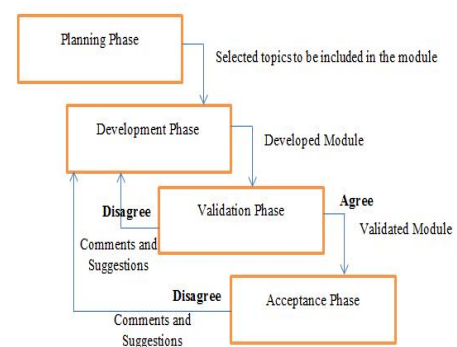 Planning Phase
Selected topics to be included in the module
Development Phase
Developed Module
Disagree
Validation Phase
Agree
Comments and
Suggestions
Validated Module
Disagree
Acceptance Phase
Comments and
Suggestions